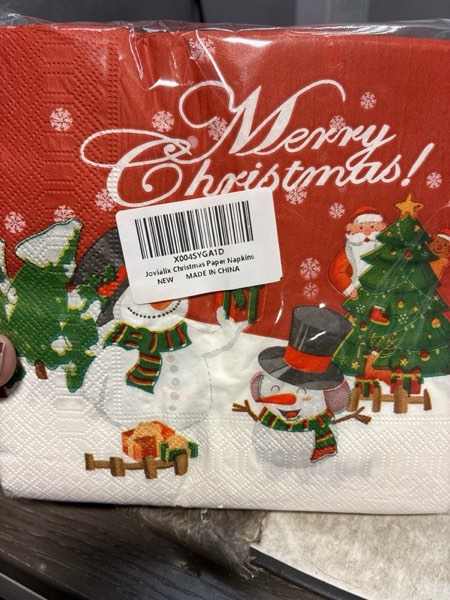 Merry
Christmas!
X004SYGA1D
Jovialix Christmas Paper Napkins
NEW MADE IN CHINA